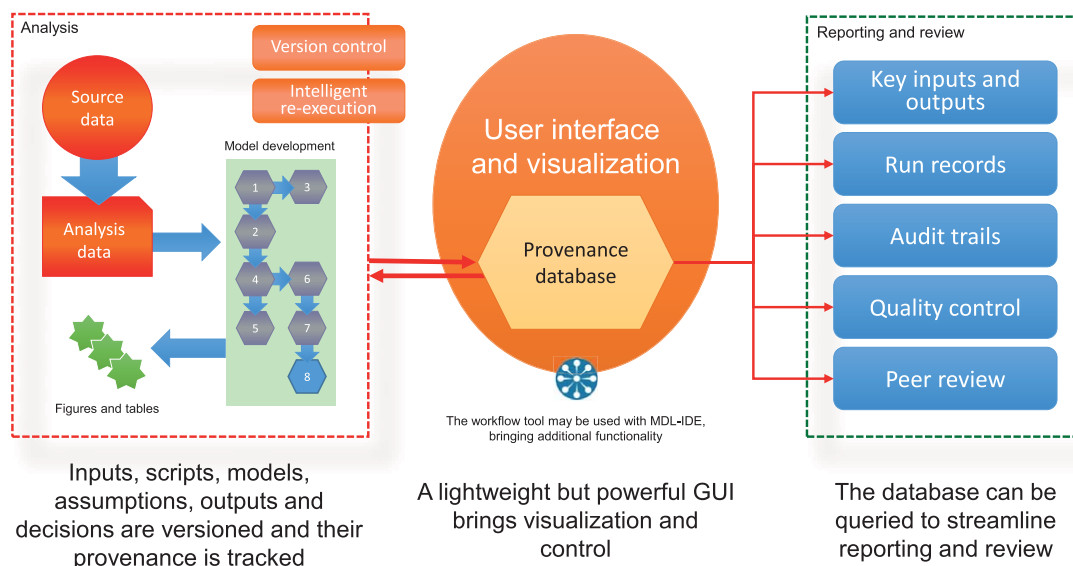 Analysis
Version control
Intelligent
re-execution
Source
data
Analysis
data
Model development
1
3
2
4
6
5
7
8
Figures and tables
Inputs, scripts, models,
assumptions, outputs and
decisions are versioned and their
provenance is tracked
User interface
and visualization
Provenance
database
The workflow tool may be used with MDL-IDE,
bringing additional functionality
A lightweight but powerful GUI
brings visualization and
control
Reporting and review
Key inputs and
outputs
Run records
Audit trails
Quality control
Peer review
The database can be
queried to streamline
reporting and review